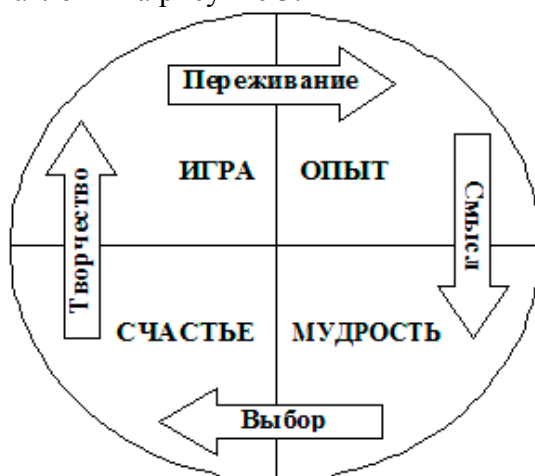 Переживание
ИГРА ОПЫТ
Творчество
Смысл
СЧАСТЬЕ МУДРОСТЬ
Выбор